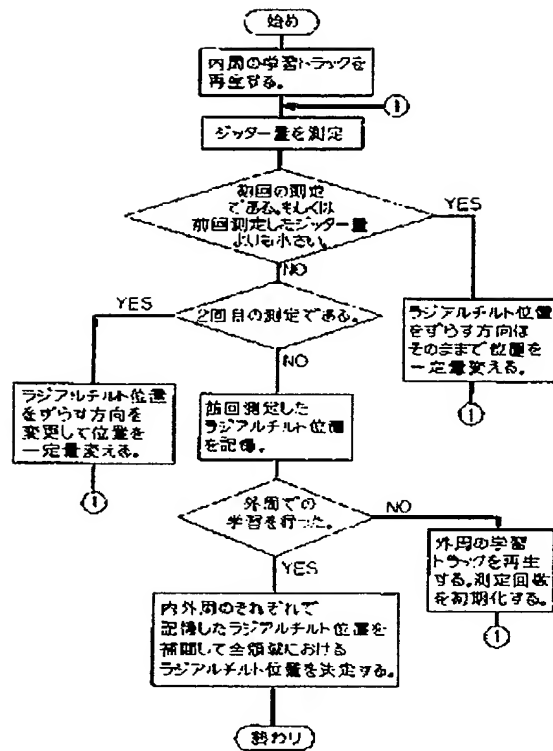 始め
内周の学習トラックを
再生する。
①
ジッター量を測定
初回の測定
である。もしくは
前回測定したジッター量
よりも小さい。
YES
NO
2回目の測定である。
YES
NO
ラジアルチルト位置
をずらす方向は
そのままで位置を
一定量変える。
①
ラジアルチルト位置
をずらす方向を
変更して位置を
一定量変える。
①
前回測定した
ラジアルチルト位置
を記憶。
外周での
学習を行った。
NO
YES
外周の学習
トラックを再生
する。測定回数
を初期化する。
①
内外周のそれぞれで
記憶したラジアルチルト位置を
補間して全領域における
ラジアルチルト位置を決定する。
終わり